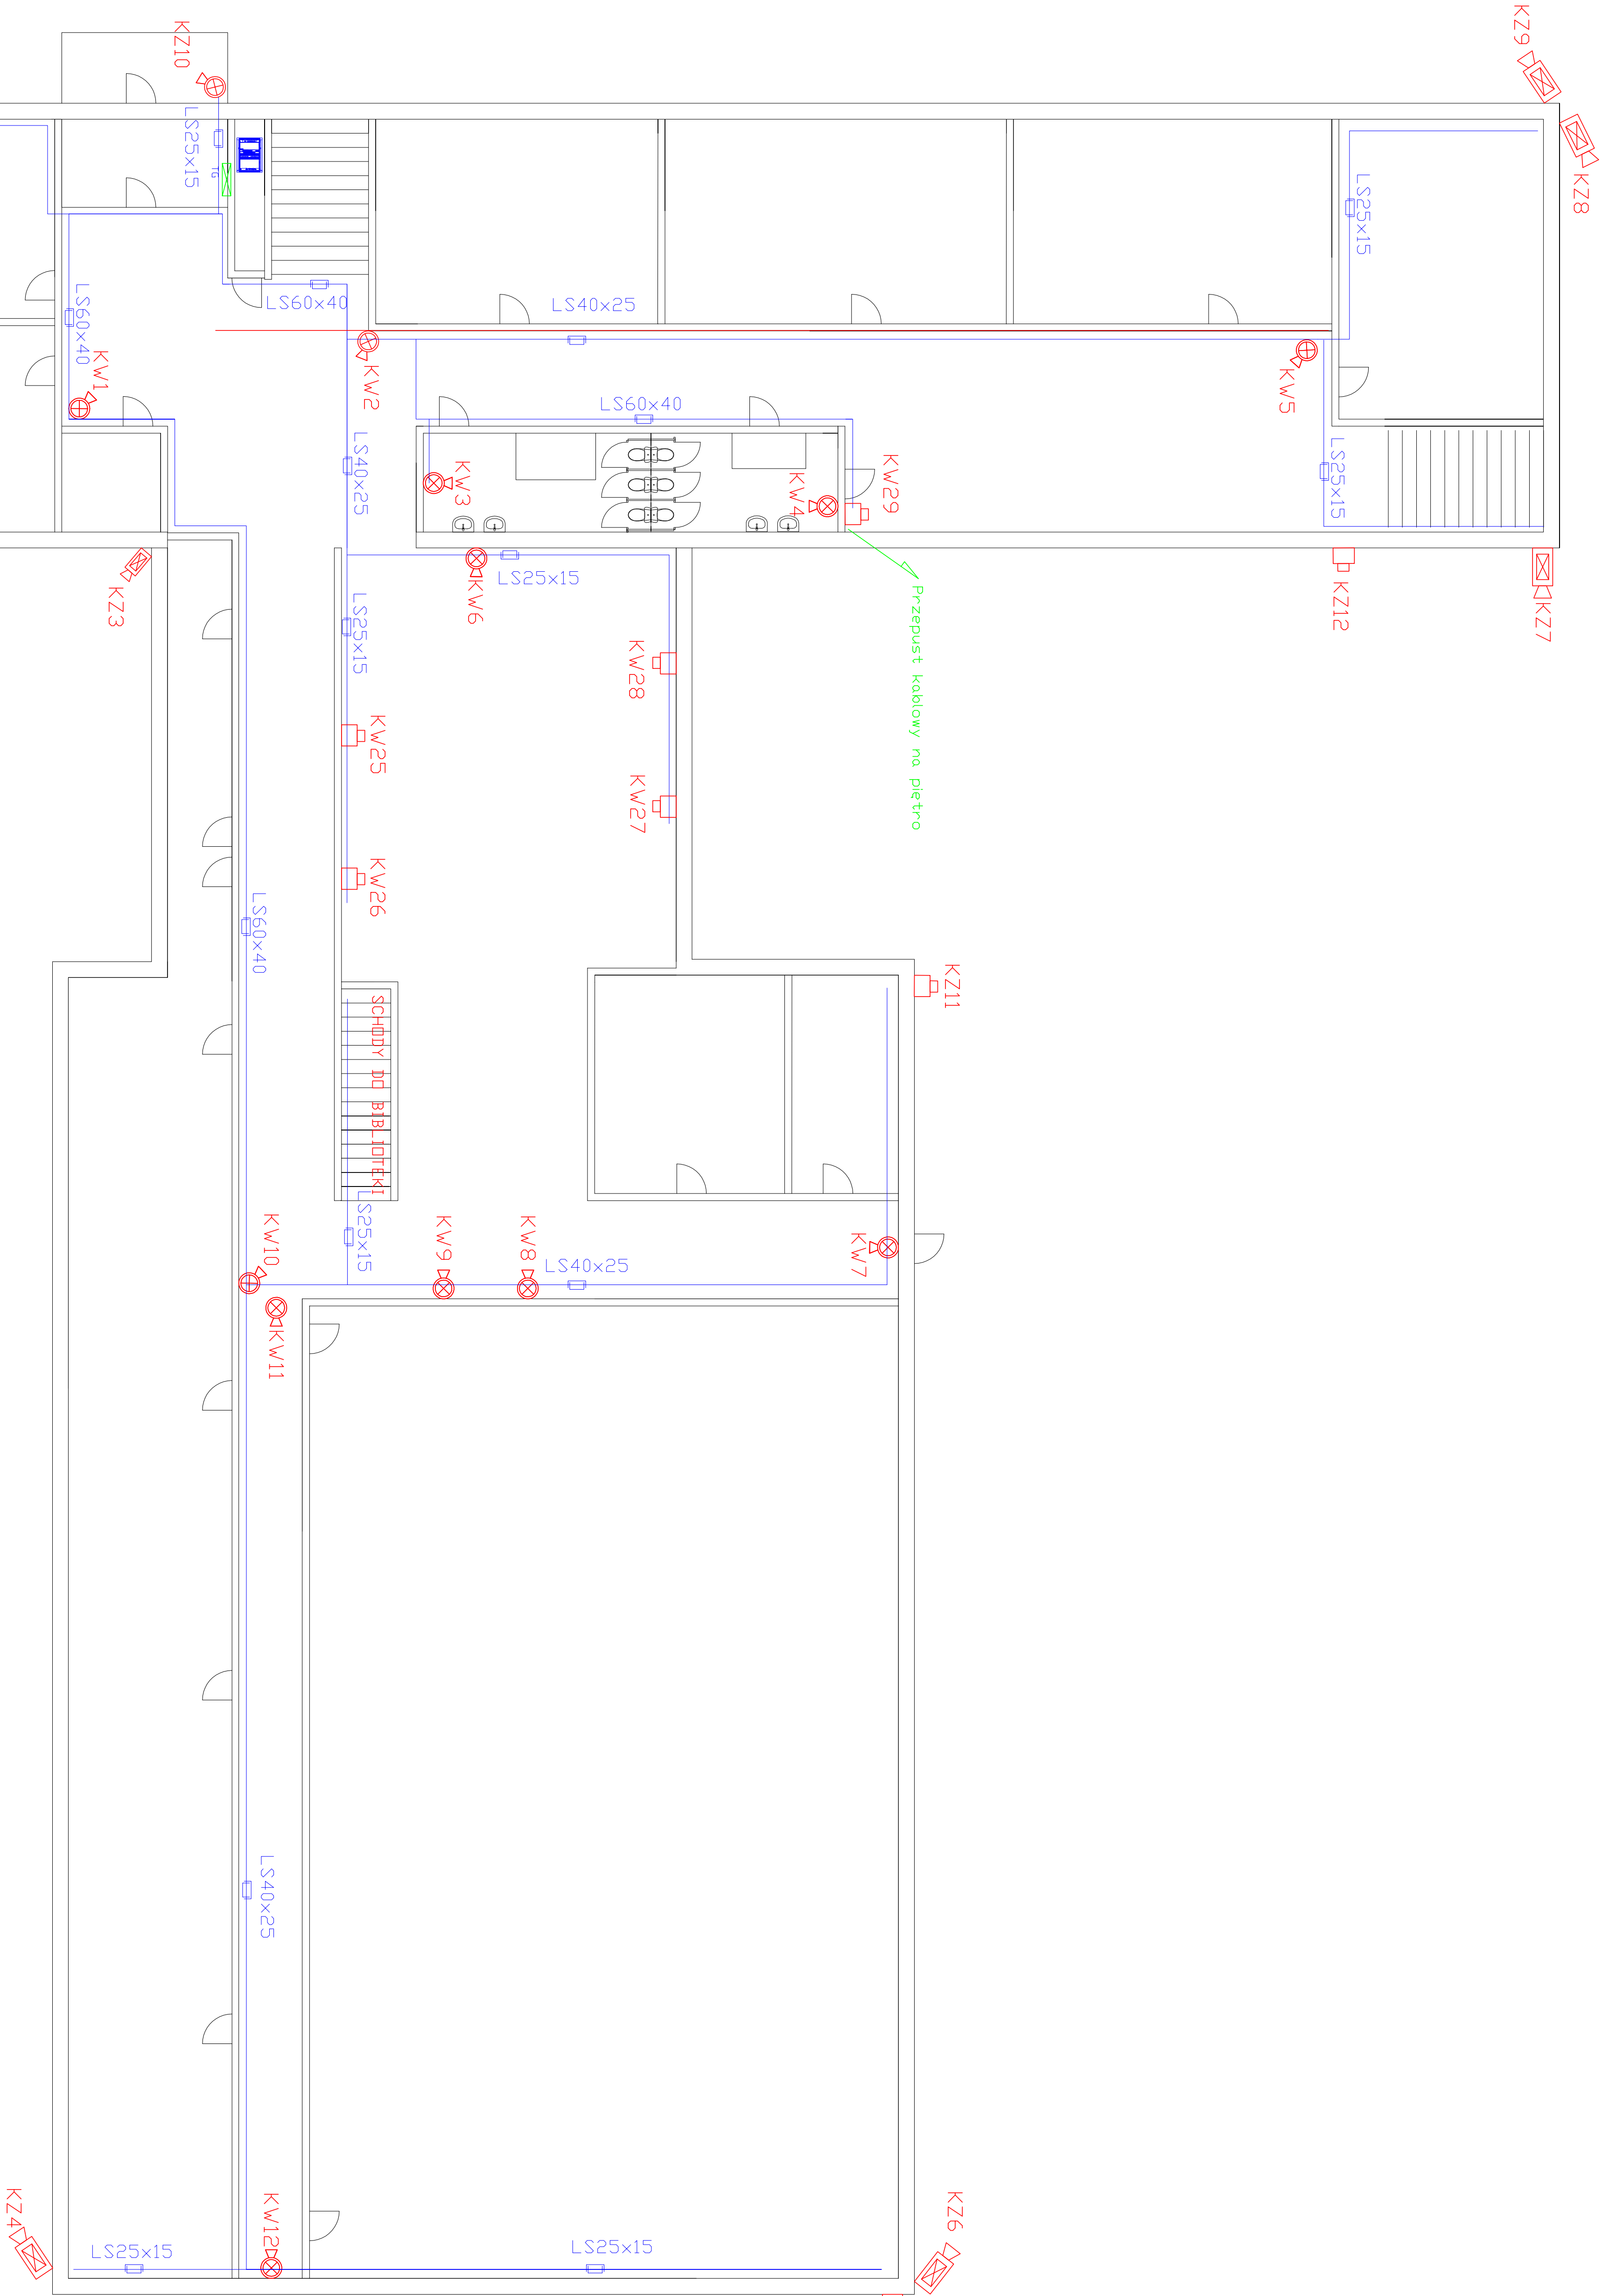 KZ9
KZ10
KZ8
LS25x15
TG
LS25x15
LS60x40
LS60x40
LS40x25
KW1
KW2
KW5
LS60x40
LS40x25
KW3
KW4
KW29
LS25x15
LS25x15
KZ3
KW6
LS25x15
Przepust kablowy na piętro
KZ12
KZ7
KW28
KW25
KW27
KW26
LS60x40
KZ11
SCHODY DO BIBLIOTEKI
LS25x15
KW10
KW9
KW8
KW7
LS40x25
KW11
LS40x25
KZ4
KW12
KZ6
LS25x15
LS25x15